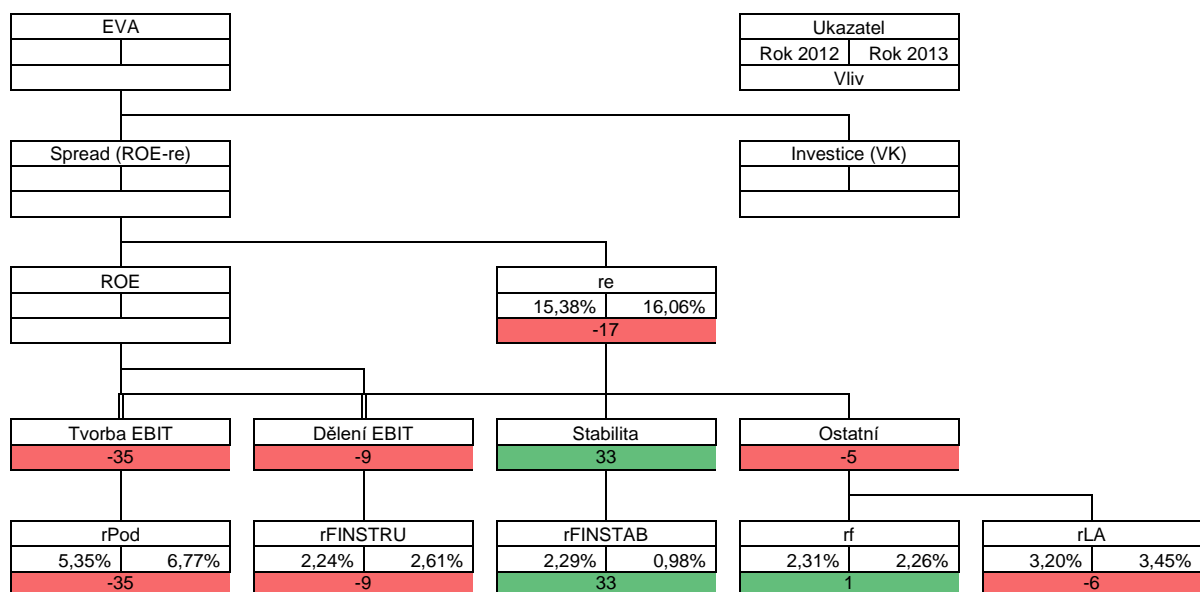 EVA
Ukazatel
Rok 2012 Rok 2013
Vliv
Spread (ROE-re)
Investice (VK)
ROE
re
15,38% 16,06%
-17
Tvorba EBIT
-35
Dělení EBIT
-9
Stabilita
33
Ostatní
-5
rPod
5,35% 6,77%
-35
rFINSTRU
2,24% 2,61%
-9
rFINSTAB
2,29% 0,98%
33
rf
2,31% 2,26%
1
rLA
3,20% 3,45%
-6